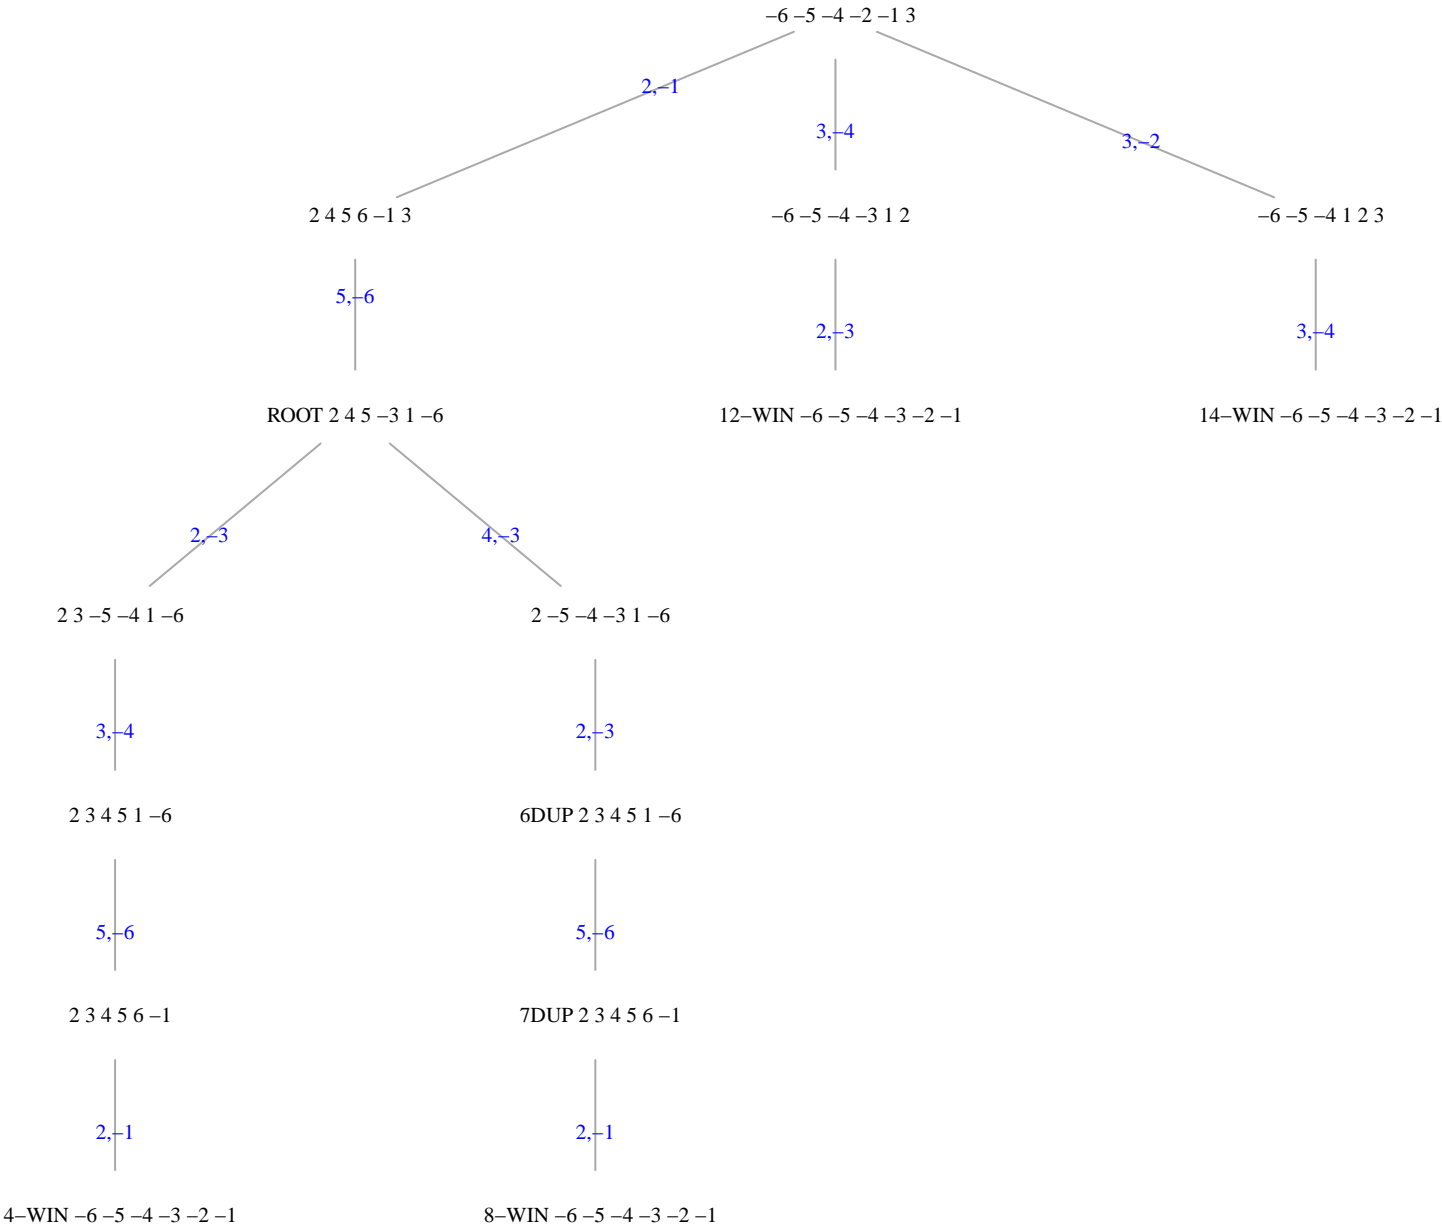 –6 –5 –4 –2 –1 3
2,–1
3,–4
3,–2
2 4 5 6 –1 3
–6 –5 –4 –3 1 2
–6 –5 –4 1 2 3
5,–6
2,–3
3,–4
ROOT 2 4 5 –3 1 –6
12–WIN –6 –5 –4 –3 –2 –1
14–WIN –6 –5 –4 –3 –2 –1
2,–3
4,–3
2 3 –5 –4 1 –6
2 –5 –4 –3 1 –6
3,–4
2,–3
2 3 4 5 1 –6
6DUP 2 3 4 5 1 –6
5,–6
5,–6
2 3 4 5 6 –1
7DUP 2 3 4 5 6 –1
2,–1
2,–1
4–WIN –6 –5 –4 –3 –2 –1
8–WIN –6 –5 –4 –3 –2 –1